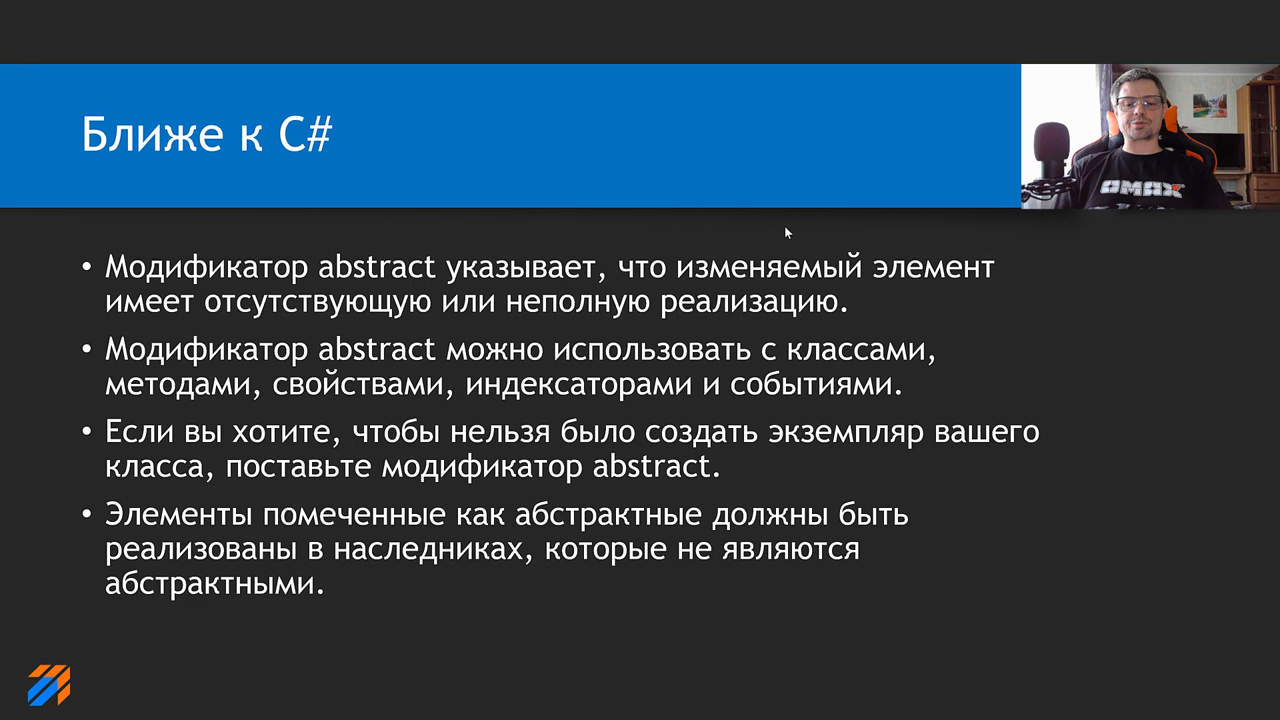 Ближе к C#
• Модификатор abstract указывает, что изменяемый элемент
имеет отсутствующую или неполную реализацию.
• Модификатор abstract можно использовать с классами,
методами, свойствами, индексаторами и событиями.
• Если вы хотите, чтобы нельзя было создать экземпляр вашего
класса, поставьте модификатор abstract.
• Элементы помеченные как абстрактные должны быть
реализованы в наследниках, которые не являются
абстрактными.
OMAX